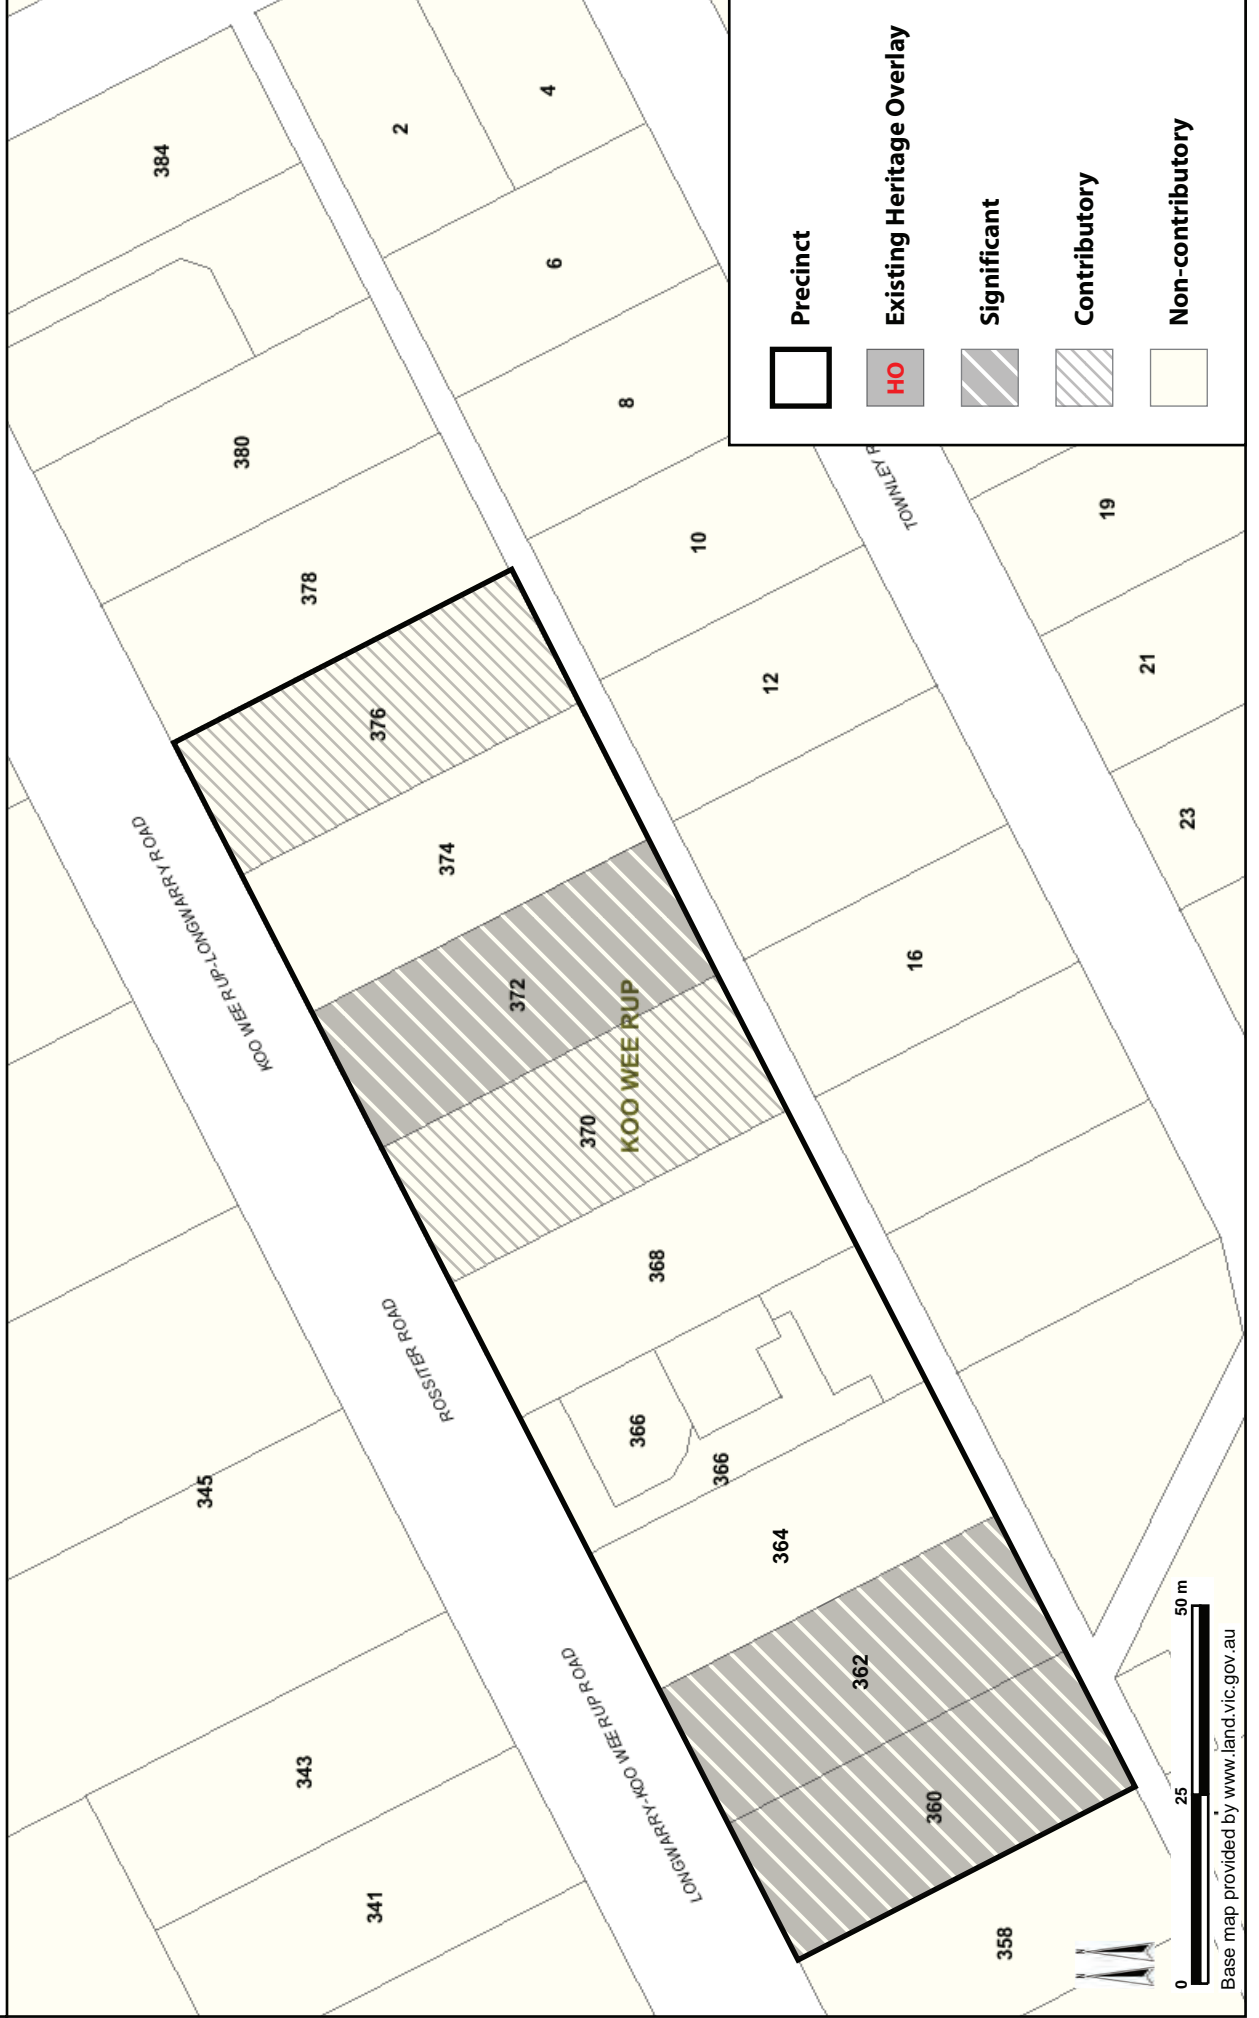 384
2
4
380
6
378
8
376
10
374
12
372
370
KOO WEE RUP
16
368
366
366
364
362
360
358
345
343
341
19
21
23
KOO WEE RUP-LONGWARRY ROAD
ROSSITER ROAD
LONGWARRY-KOO WEE RUP ROAD
TOWNLEY
Precinct
HO Existing Heritage Overlay
Significant
Contributory
Non-contributory
N N
0 25 50 m
Base map provided by www.land.vic.gov.au